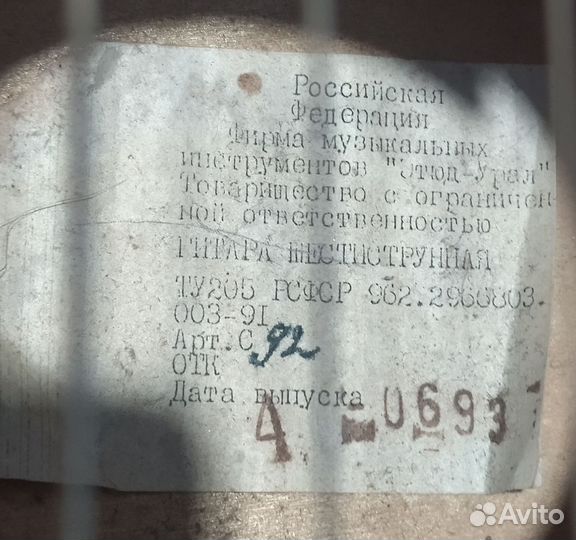 Российская
Федерация
Фирма музыкальных
инструментов "Этюд-Урал"
Товарищество с ограничен-
ной ответственностью
ГИТАРА ШЕСТИСТРУННАЯ
ТУ205 РСФСР 962.2966803.
003-91
Арт.С 92
ОТК
Дата выпуска
4 0693
Avito